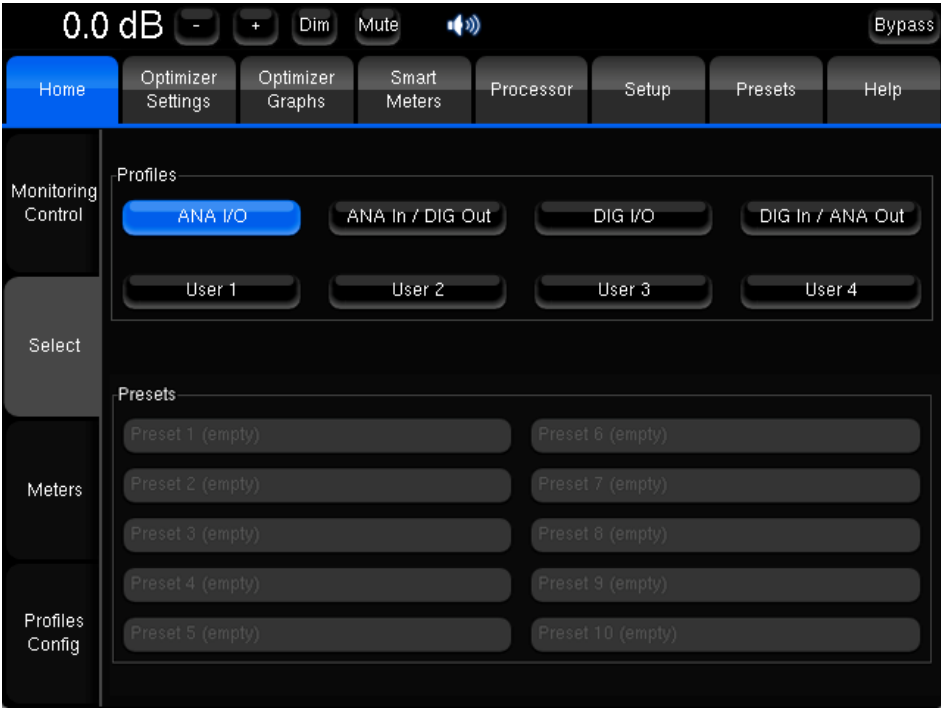 0.0 dB - + Dim Mute Bypass
Home Optimizer Settings Optimizer Graphs Smart Meters Processor Setup Presets Help
Monitoring Control
Profiles
ANA I/O ANA In / DIG Out DIG I/O DIG In / ANA Out
User 1 User 2 User 3 User 4
Select
Presets
Preset 1 (empty) Preset 6 (empty)
Preset 2 (empty) Preset 7 (empty)
Meters
Preset 3 (empty) Preset 8 (empty)
Preset 4 (empty) Preset 9 (empty)
Profiles Config
Preset 5 (empty) Preset 10 (empty)